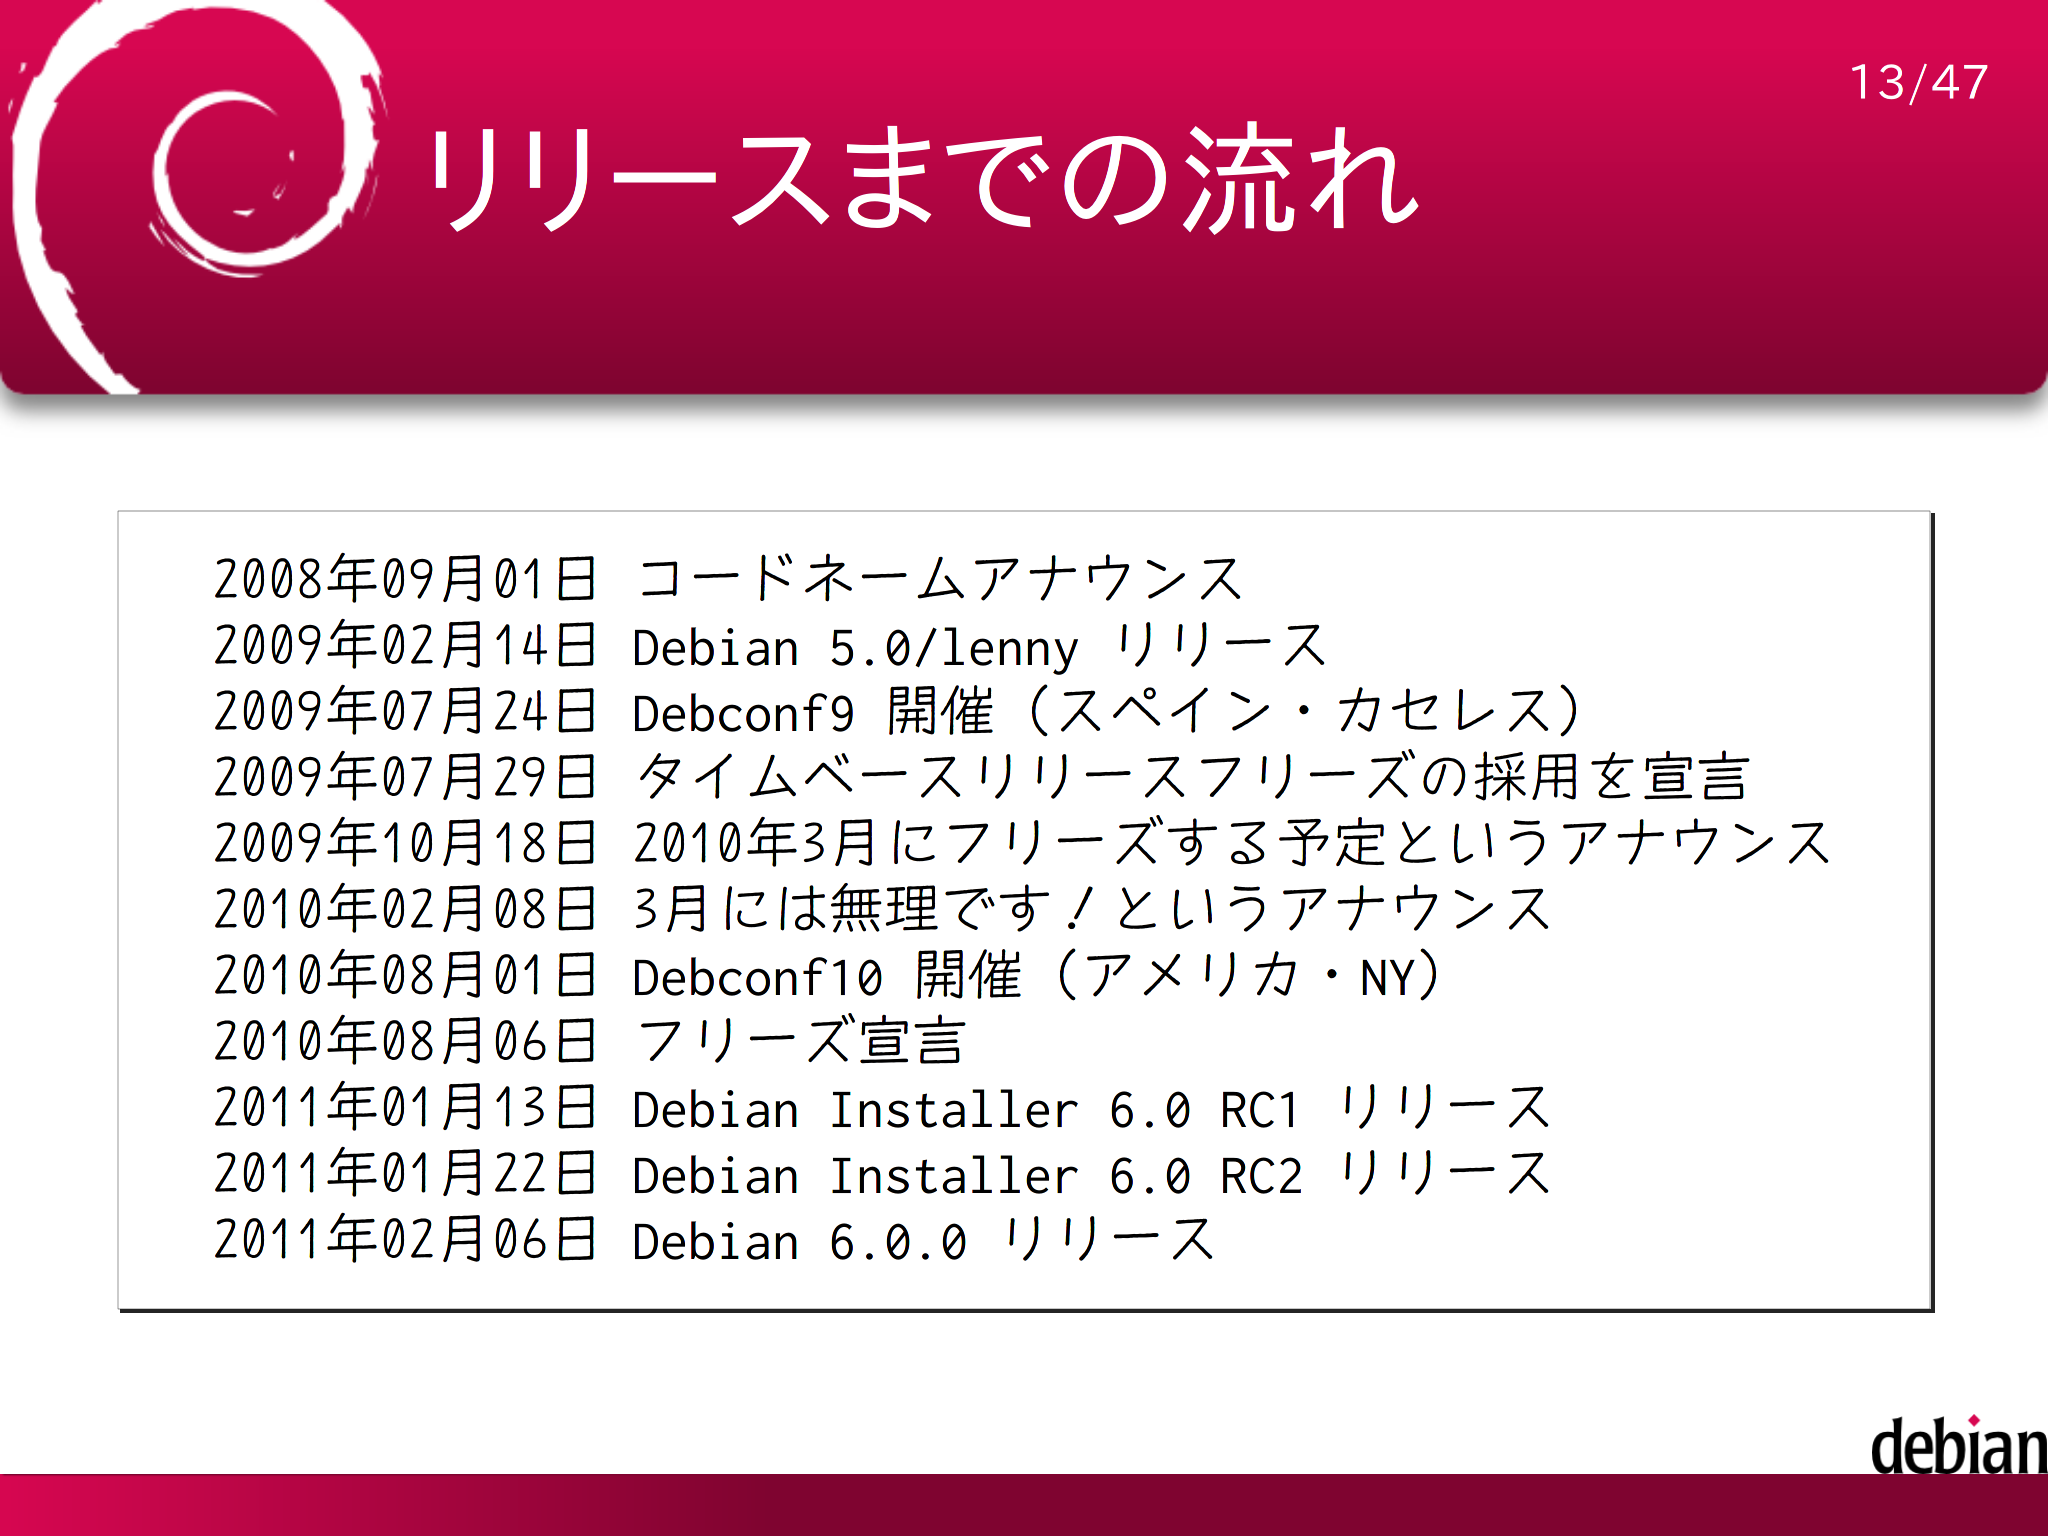 13/47
リリースまでの流れ
2008年09月01日 コードネームアナウンス
2009年02月14日 Debian 5.0/lenny リリース
2009年07月24日 Debconf9 開催（スペイン・カセレス）
2009年07月29日 タイムベースリリースフリーズの採用を宣言
2009年10月18日 2010年3月にフリーズする予定というアナウンス
2010年02月08日 3月には無理です！というアナウンス
2010年08月01日 Debconf10 開催（アメリカ・NY）
2010年08月06日 フリーズ宣言
2011年01月13日 Debian Installer 6.0 RC1 リリース
2011年01月22日 Debian Installer 6.0 RC2 リリース
2011年02月06日 Debian 6.0.0 リリース
debian